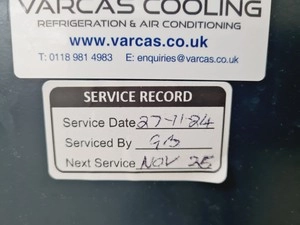 VARCAS COOLING
REFRIGERATION & AIR CONDITIONING
www.varcas.co.uk
T: 0118 981 4983 E: enquiries@varcas.co.uk
SERVICE RECORD
Service Date 27-11-24
Serviced By GB
Next Service NOV 25